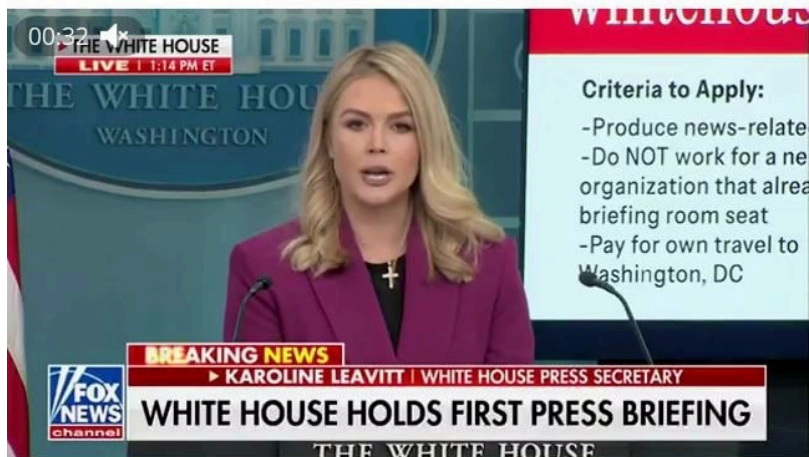 00:32
THE WHITE HOUSE
LIVE | 1:14 PM ET
THE WHITE HOU
WASHINGTON
whitehous
Criteria to Apply:
-Produce news-relate
-Do NOT work for a ne
organization that alrea
briefing room seat
-Pay for own travel to
Washington, DC
BREAKING NEWS
KAROLINE LEAVITT | WHITE HOUSE PRESS SECRETARY
FOX
NEWS
channel
WHITE HOUSE HOLDS FIRST PRESS BRIEFING
THE WHITE HOUSE